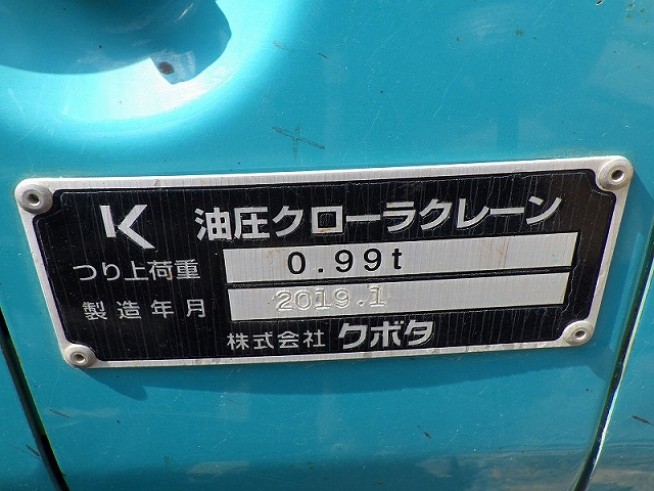 K 油圧クローラクレーン
つり上荷重 0.99t
製造年月 2019.1
株式会社 クボタ